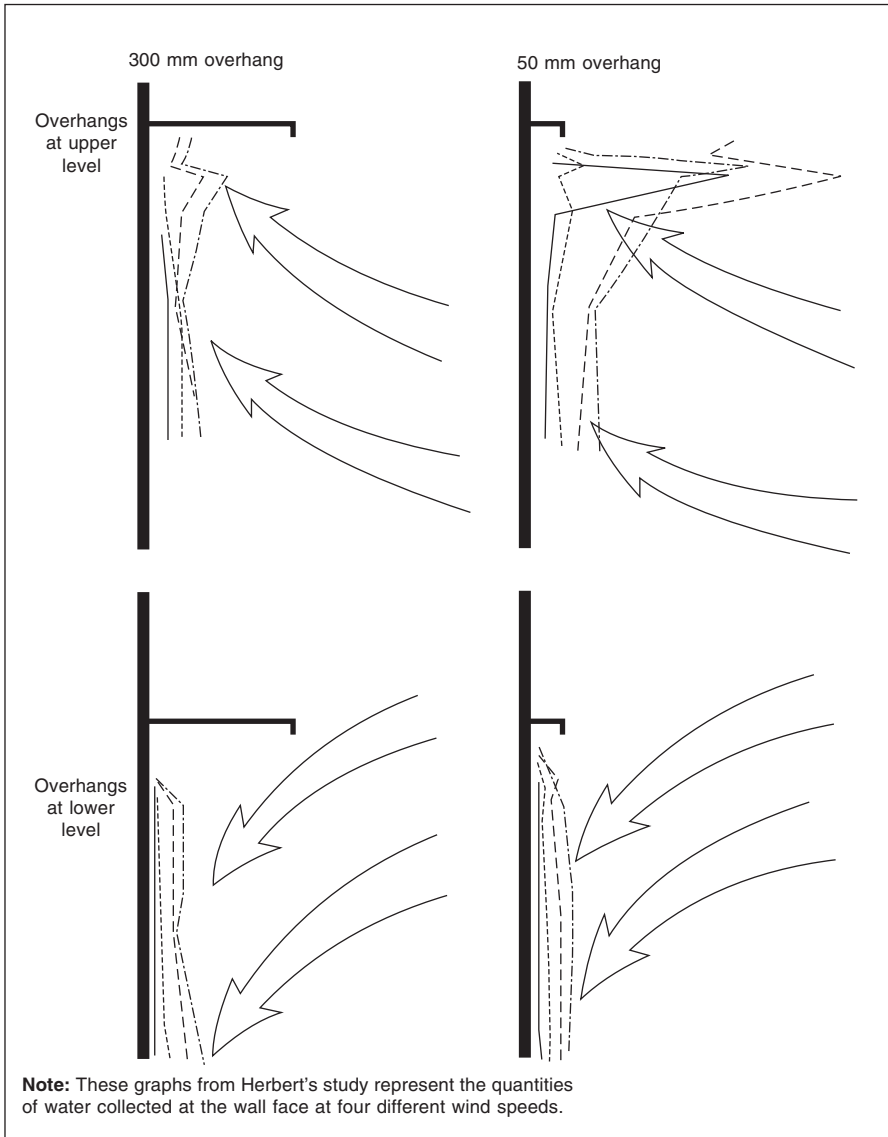 300 mm overhang
50 mm overhang
Overhangs
at upper
level
Overhangs
at lower
level
Note: These graphs from Herbert's study represent the quantities
of water collected at the wall face at four different wind speeds.